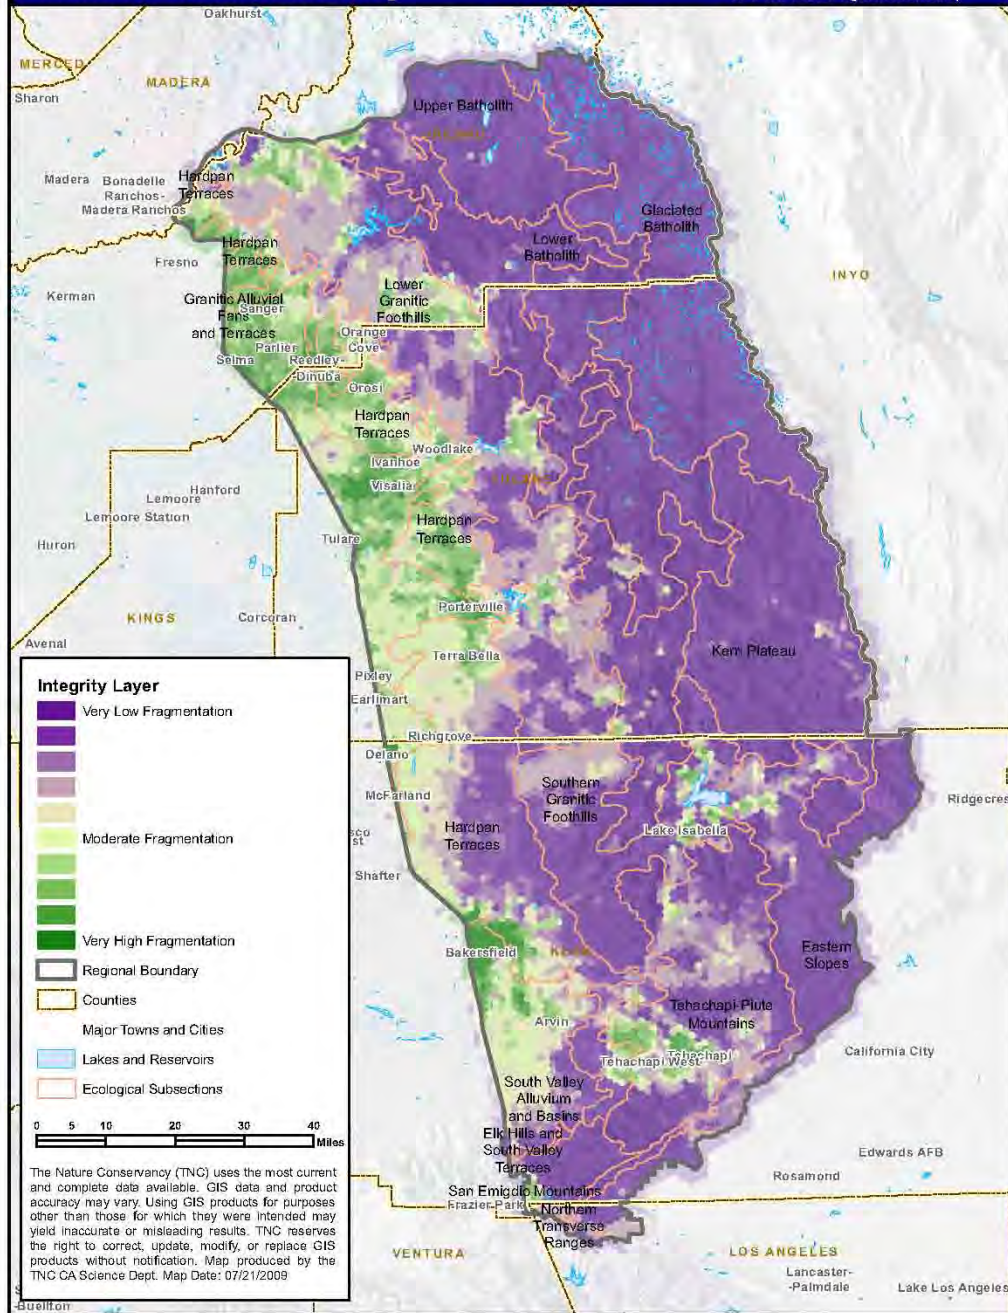 Oakhurst
MERCED
MADERA
Sharon
Upper Batholith
Madera
Bonadelle
Ranchos-
Madera Ranchos
Hardpan
Terraces
Glaciated
Batholith
Hardpan
Terraces
Lower
Batholith
Fresno
INYO
Kerman
Lower
Granitic
Foothills
Granitic Alluvial
Fans
and Terraces
Sanger
Orange
Cove
Parlier
Selma
Reedley-
-Dinuba
Orosi
Hardpan
Terraces
Woodlake
Ivanhoe
Visalia
Hanford
Lemoore
Lemoore Station
Hardpan
Terraces
Huron
Tulare
Porterville
KINGS
Corcoran
Avenal
Terra Bella
Kern Plateau
Pixley
Earlimart
Richgrove
Delano
McFarland
Southern
Granitic
Foothills
Ridgecres
Hardpan
Terraces
Lake Isabella
sco
st
Shafter
Bakersfield
Eastern
Slopes
Arvin
Tehachapi-Piute
Mountains
Tehachapi West
Tehachapi
California City
South Valley
Alluvium
and Basins
Elk Hills and
South Valley
Terraces
Edwards AFB
Rosamond
San Emigdio Mountains
Frazier Park
Northern
Transverse
Ranges
VENTURA
LOS ANGELES
Lancaster-
-Palmdale
Lake Los Angeles
-Buellton
Integrity Layer
Very Low Fragmentation
Moderate Fragmentation
Very High Fragmentation
Regional Boundary
Counties
Major Towns and Cities
Lakes and Reservoirs
Ecological Subsections
0 5 10 20 30 40
Miles
The Nature Conservancy (TNC) uses the most current
and complete data available. GIS data and product
accuracy may vary. Using GIS products for purposes
other than those for which they were intended may
yield inaccurate or misleading results. TNC reserves
the right to correct, update, modify, or replace GIS
products without notification. Map produced by the
TNC CA Science Dept. Map Date: 07/21/2009